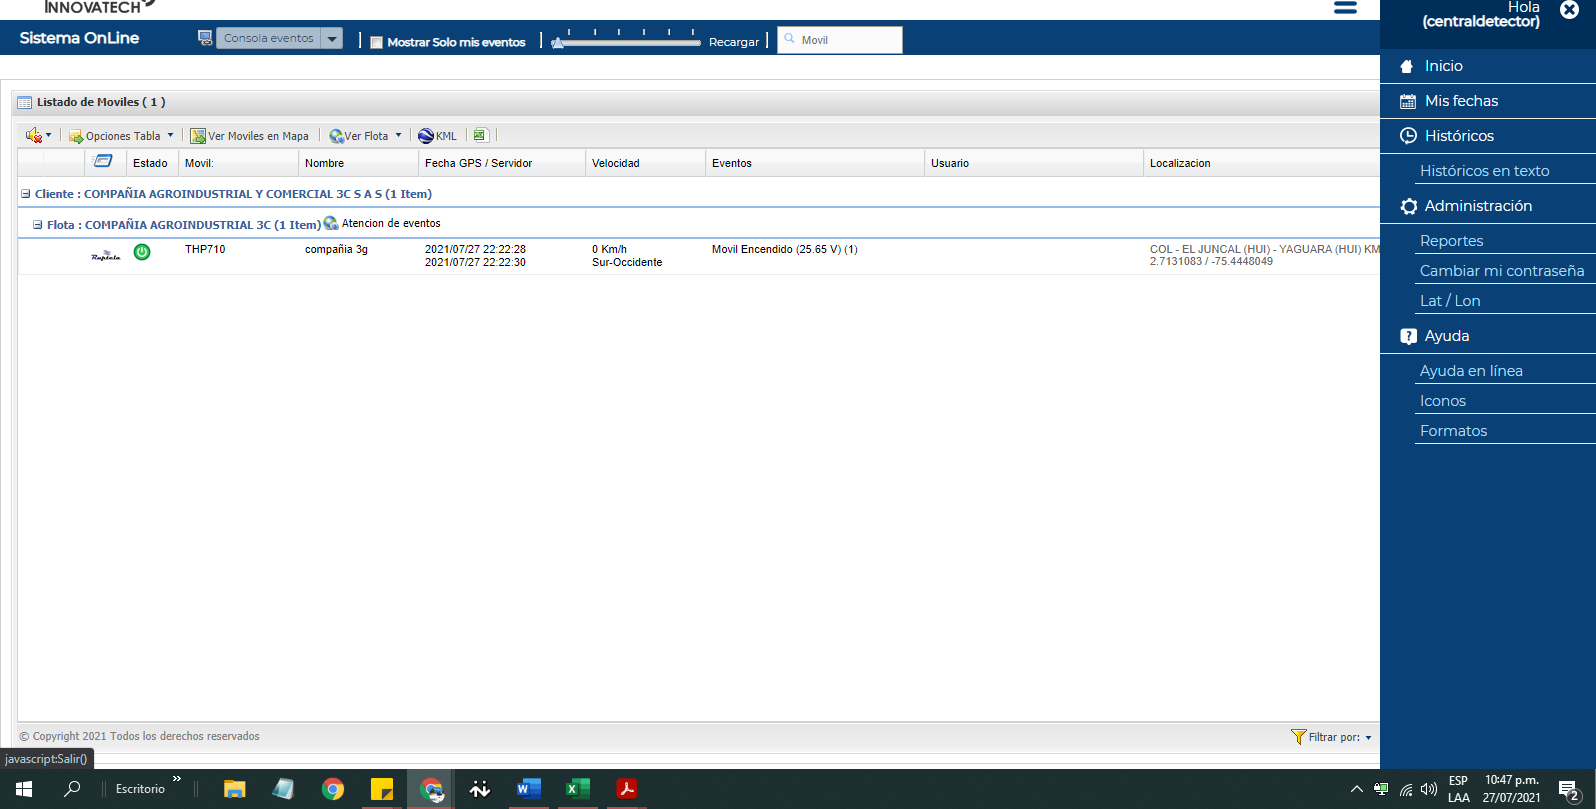 INNOVATECH
Hola
(centraldetector)
Sistema OnLine
Consola eventos
Mostrar Solo mis eventos
Recargar
Movil
Inicio
Mis fechas
Históricos
Históricos en texto
Administración
Reportes
Cambiar mi contraseña
Lat / Lon
Ayuda
Ayuda en línea
Iconos
Formatos
Listado de Moviles ( 1 )
Opciones Tabla
Ver Moviles en Mapa
Ver Flota
KML
Estado Movil: Nombre Fecha GPS / Servidor Velocidad Eventos Usuario Localizacion
Cliente : COMPAÑIA AGROINDUSTRIAL Y COMERCIAL 3C S A S (1 Item)
Flota : COMPAÑIA AGROINDUSTRIAL 3C (1 Item) Atencion de eventos
Ruptela THP710 compañia 3g 2021/07/27 22:22:28 0 Km/h Movil Encendido (25.65 V) (1) COL - EL JUNCAL (HUI) - YAGUARA (HUI) KM
2021/07/27 22:22:30 Sur-Occidente 2.7131083 / -75.4448049
© Copyright 2021 Todos los derechos reservados
Filtrar por:
javascript:Salir()
Escritorio
ESP
LAA
10:47 p.m.
27/07/2021
2